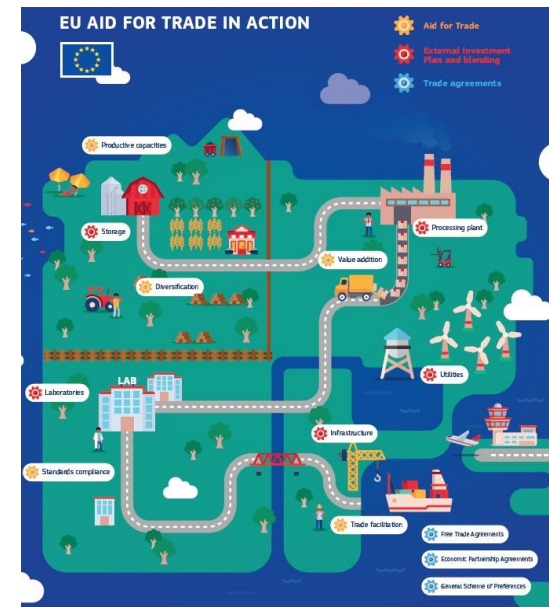 EU AID FOR TRADE IN ACTION
Aid for Trade
External Investment
Plan and blending
Trade agreements
Productive capacities
Storage
Processing plant
Value addition
Diversification
LAB
Laboratories
Utilities
Infrastructure
Standards compliance
Trade facilitation
Free Trade Agreements
Economic Partnership Agreements
General Scheme of Preferences